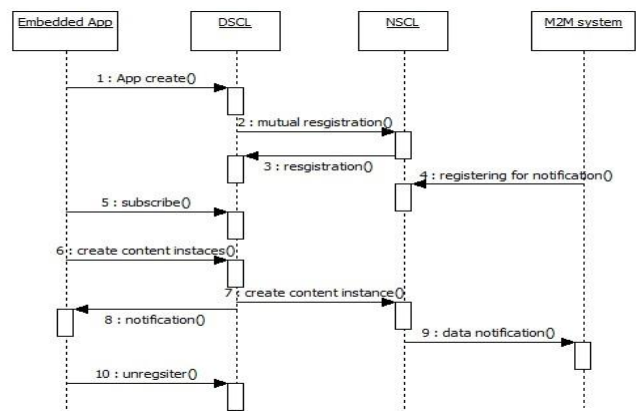 Embedded App
DSCL
NSCL
M2M system
1 : App create()
2 : mutual resgistration()
3 : resgistration()
4 : registering for notification()
5 : subscribe()
6 : create content instaces()
7 : create content instance()
8 : notification()
9 : data notification()
10 : unregsiter()